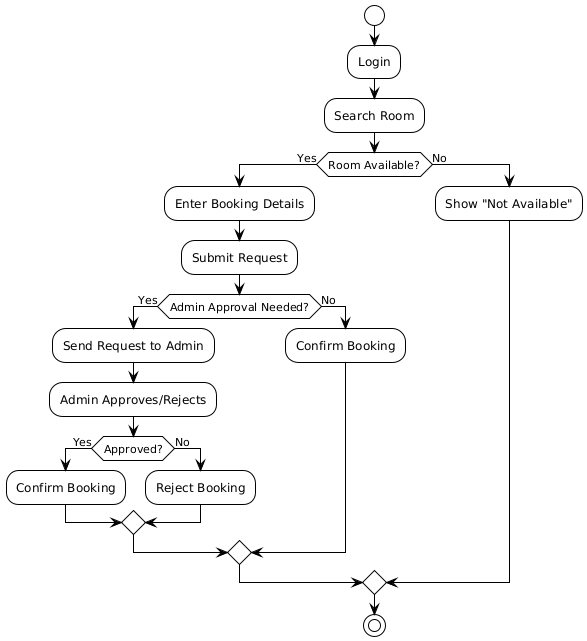 Login
Search Room
Yes
Room Available?
No
Enter Booking Details
Show "Not Available"
Submit Request
Yes
Admin Approval Needed?
No
Send Request to Admin
Confirm Booking
Admin Approves/Rejects
Yes
Approved?
No
Confirm Booking
Reject Booking